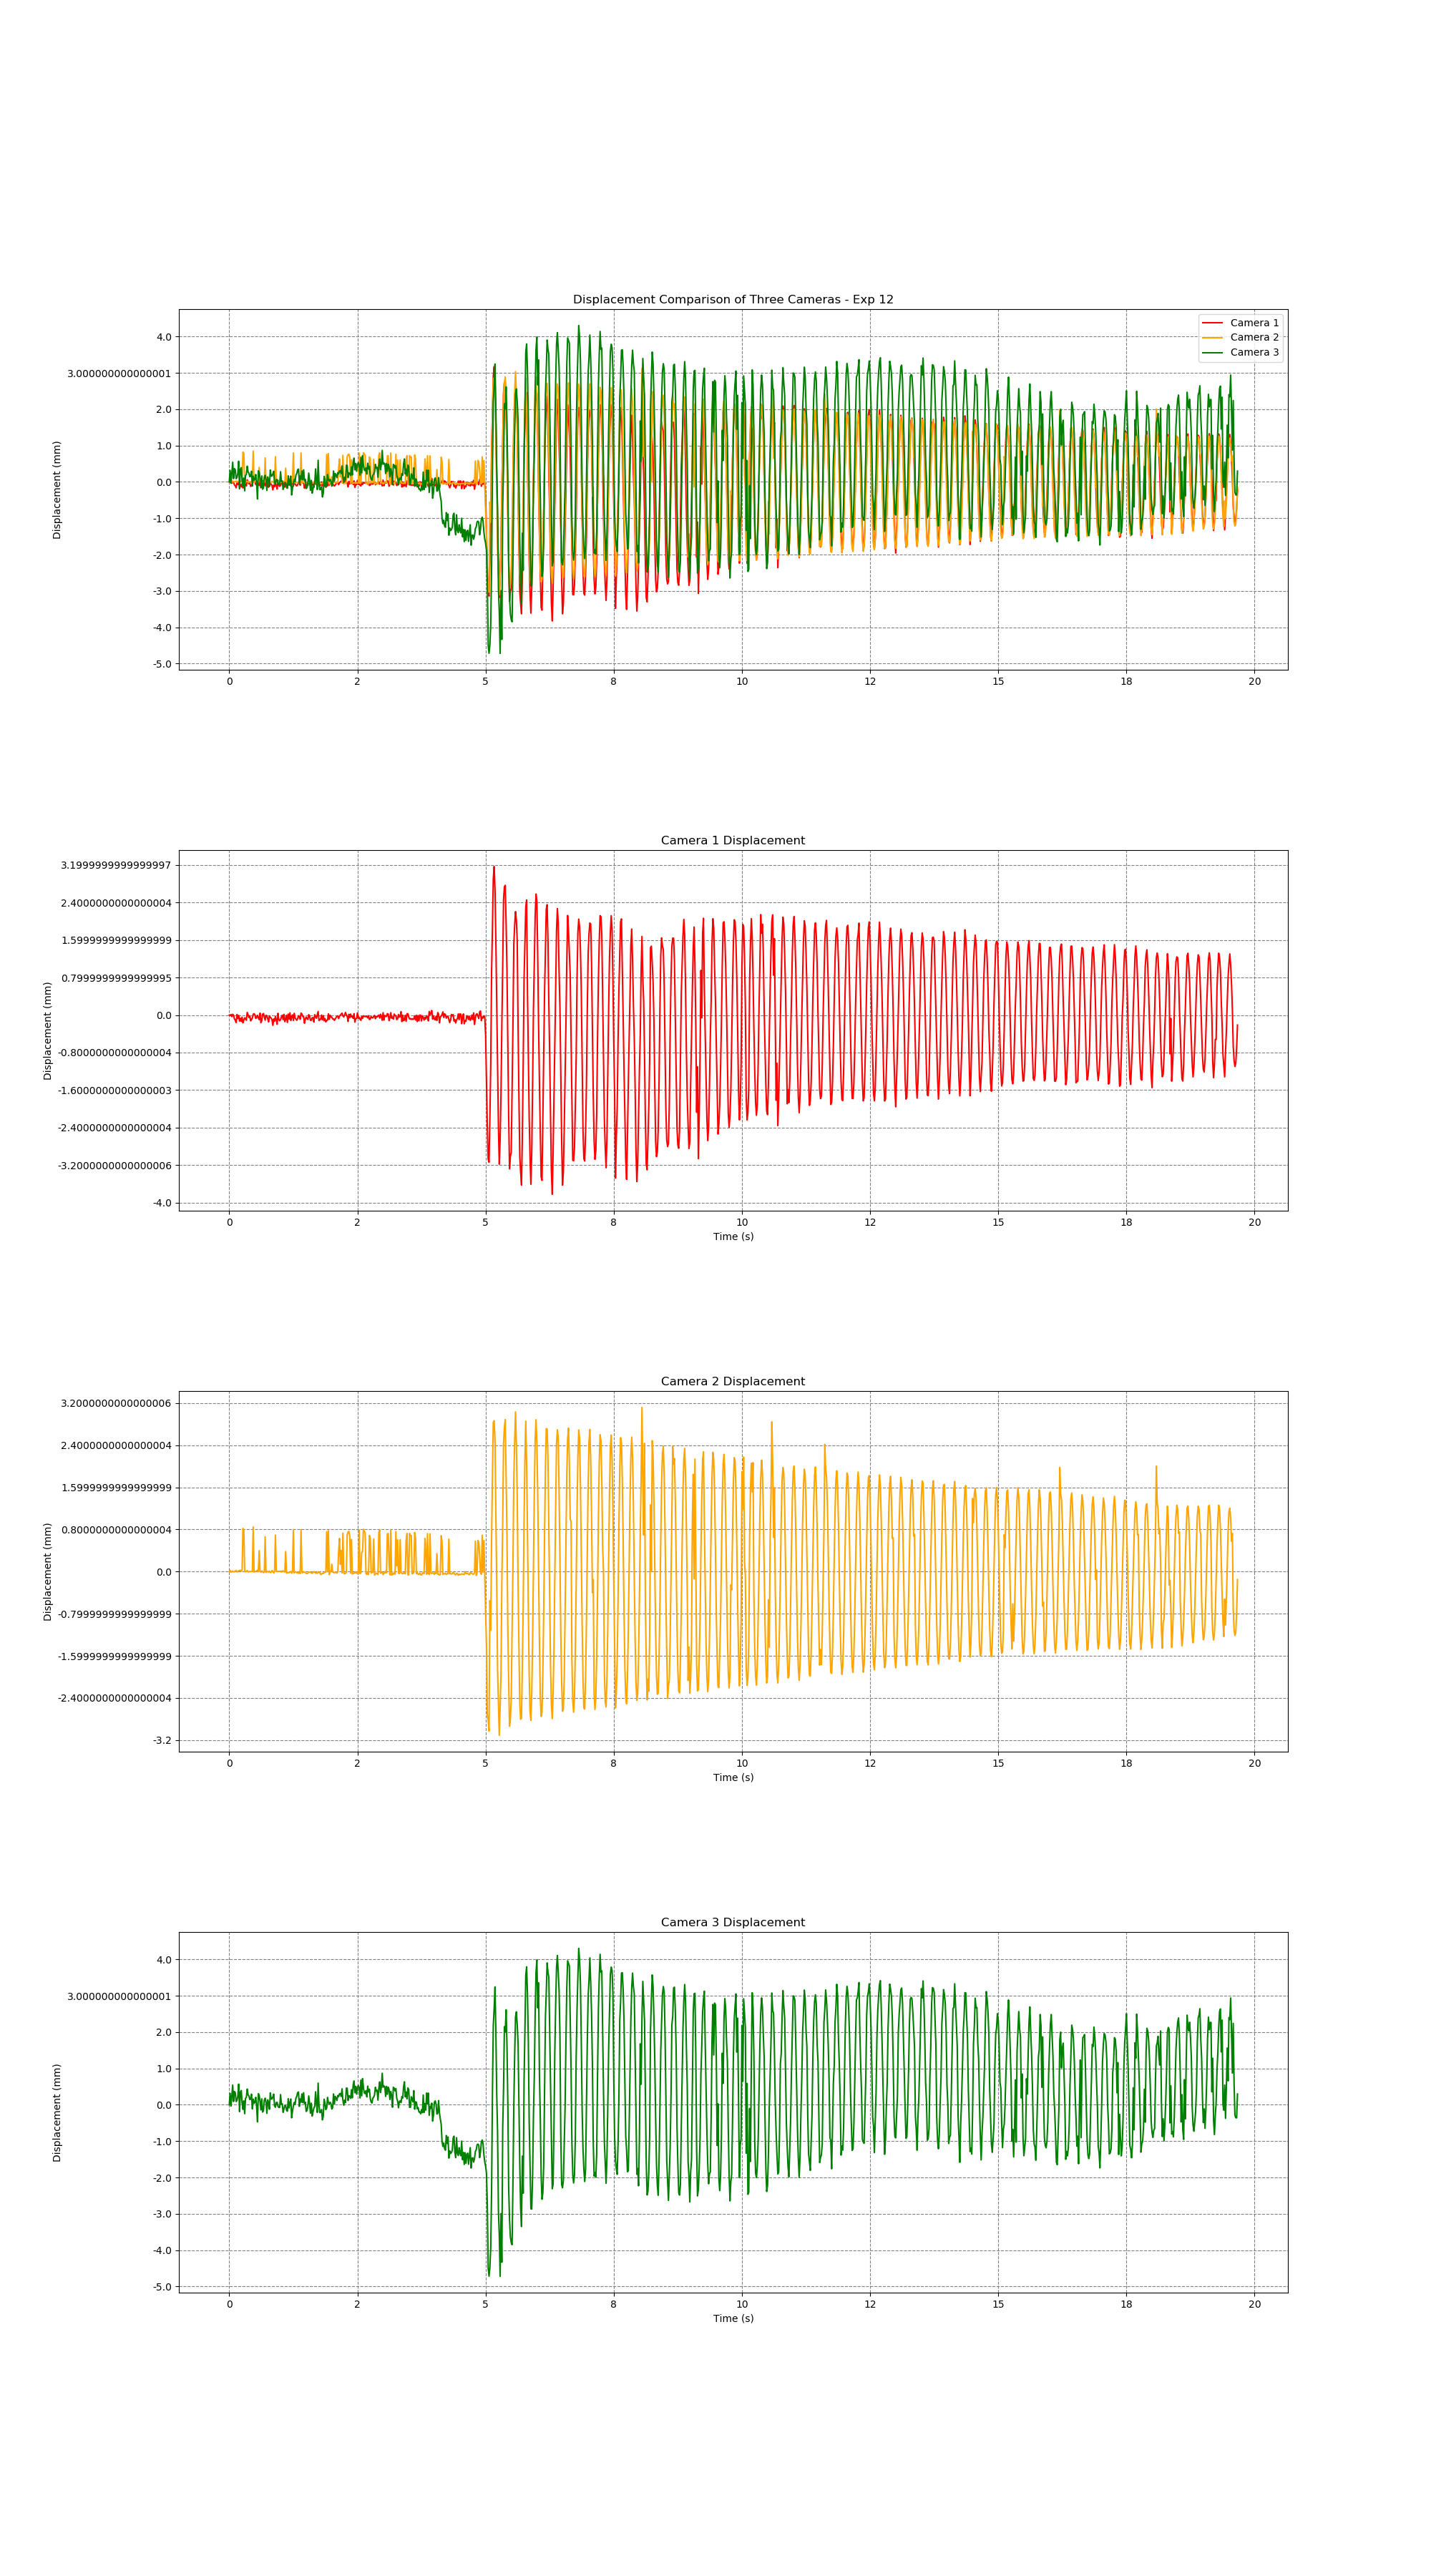 Displacement Comparison of Three Cameras - Exp 12
Camera 1
Camera 2
Camera 3
4.0
3.000000000000001
2.0
1.0
0.0
-1.0
-2.0
-3.0
-4.0
-5.0
Displacement (mm)
0 2 5 8 10 12 15 18 20
Camera 1 Displacement
3.1999999999999997
2.4000000000000004
1.5999999999999999
0.7999999999999995
0.0
-0.8000000000000004
-1.6000000000000003
-2.4000000000000004
-3.2000000000000006
-4.0
Displacement (mm)
0 2 5 8 10 12 15 18 20
Time (s)
Camera 2 Displacement
3.2000000000000006
2.4000000000000004
1.5999999999999999
0.8000000000000004
0.0
-0.7999999999999999
-1.5999999999999999
-2.4000000000000004
-3.2
Displacement (mm)
0 2 5 8 10 12 15 18 20
Time (s)
Camera 3 Displacement
4.0
3.000000000000001
2.0
1.0
0.0
-1.0
-2.0
-3.0
-4.0
-5.0
Displacement (mm)
0 2 5 8 10 12 15 18 20
Time (s)